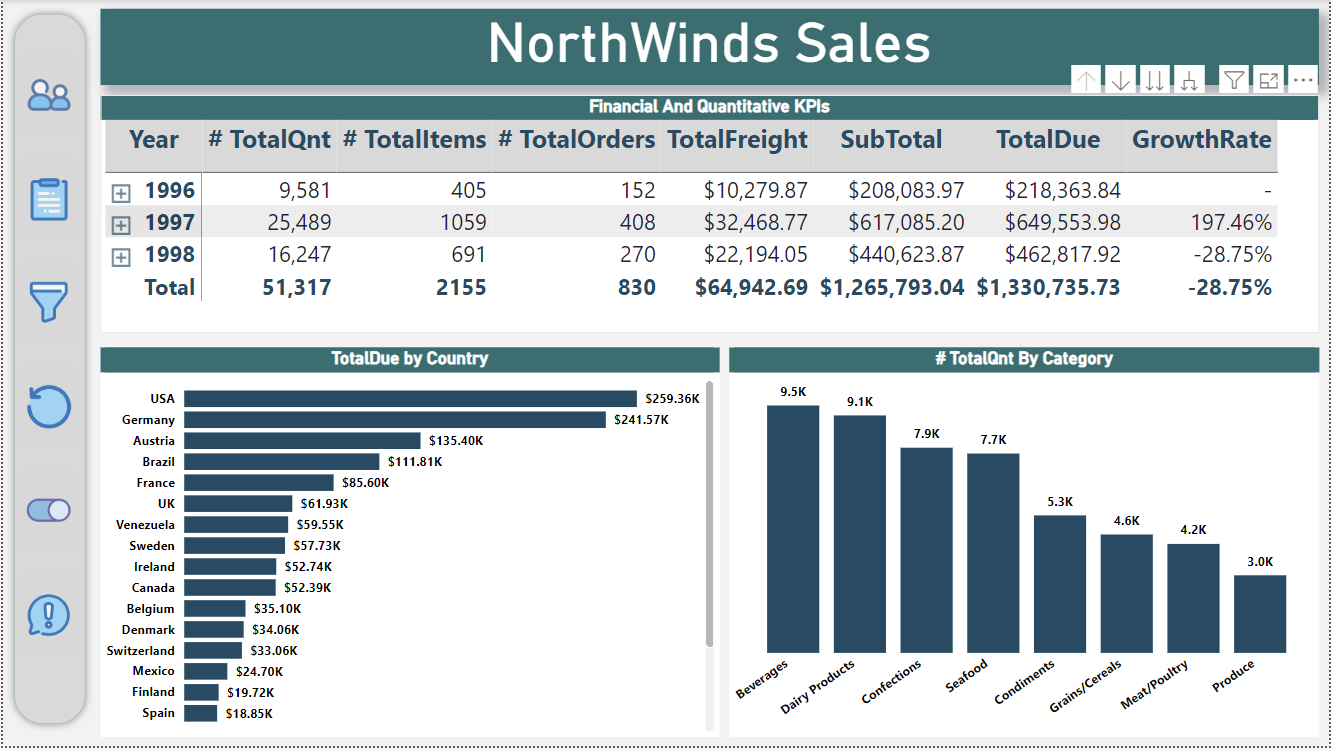 NorthWinds Sales
Financial And Quantitative KPIs
Year # TotalQnt # TotalItems # TotalOrders TotalFreight SubTotal TotalDue GrowthRate
1996 9,581 405 152 $10,279.87 $208,083.97 $218,363.84 -
1997 25,489 1059 408 $32,468.77 $617,085.20 $649,553.98 197.46%
1998 16,247 691 270 $22,194.05 $440,623.87 $462,817.92 -28.75%
Total 51,317 2155 830 $64,942.69 $1,265,793.04 $1,330,735.73 -28.75%
TotalDue by Country
USA $259.36K
Germany $241.57K
Austria $135.40K
Brazil $111.81K
France $85.60K
UK $61.93K
Venezuela $59.55K
Sweden $57.73K
Ireland $52.74K
Canada $52.39K
Belgium $35.10K
Denmark $34.06K
Switzerland $33.06K
Mexico $24.70K
Finland $19.72K
Spain $18.85K
# TotalQnt By Category
9.5K
9.1K
7.9K
7.7K
5.3K
4.6K
4.2K
3.0K
Beverages
Dairy Products
Confections
Seafood
Condiments
Grains/Cereals
Meat/Poultry
Produce